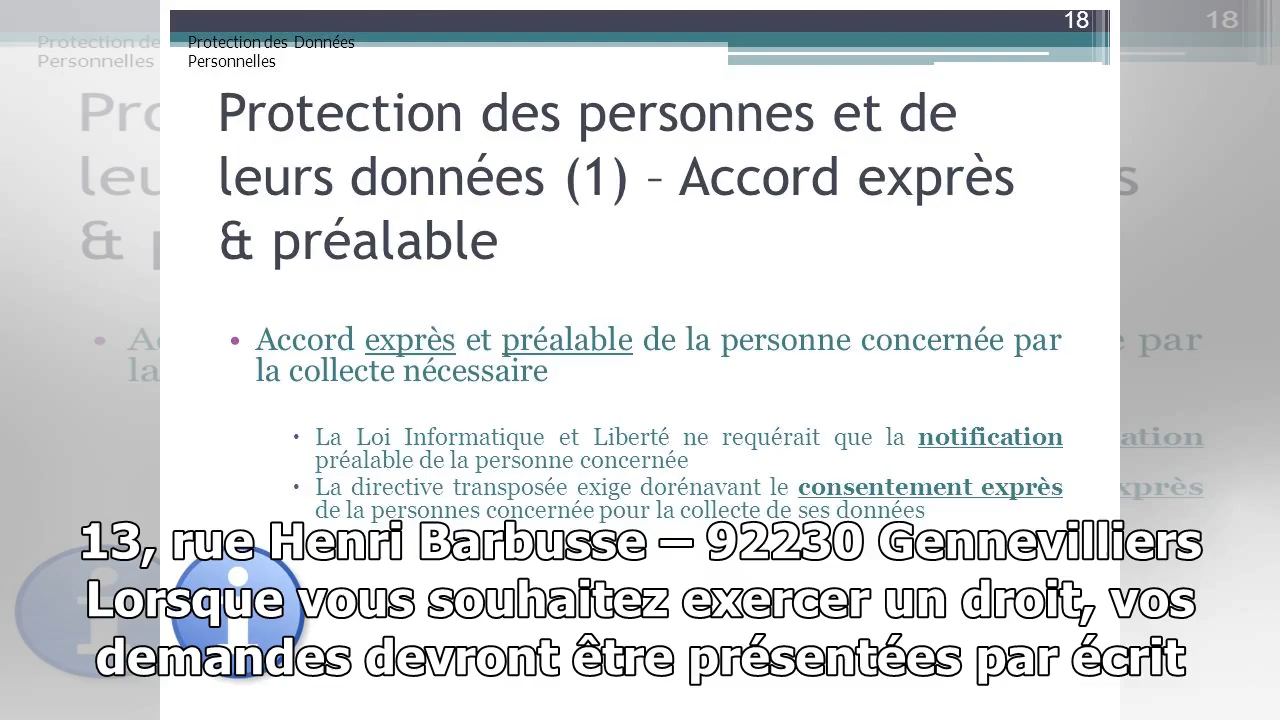 18
Protection des Données
Personnelles
Protection des personnes et de
leurs données (1) – Accord exprès
& préalable
• Accord exprès et préalable de la personne concernée par
la collecte nécessaire
• La Loi Informatique et Liberté ne requérait que la notification
préalable de la personne concernée
• La directive transposée exige dorénavant le consentement exprès
de la personnes concernée pour la collecte de ses données
13, rue Henri Barbusse – 92230 Gennevilliers
Lorsque vous souhaitez exercer un droit, vos
demandes devront être présentées par écrit